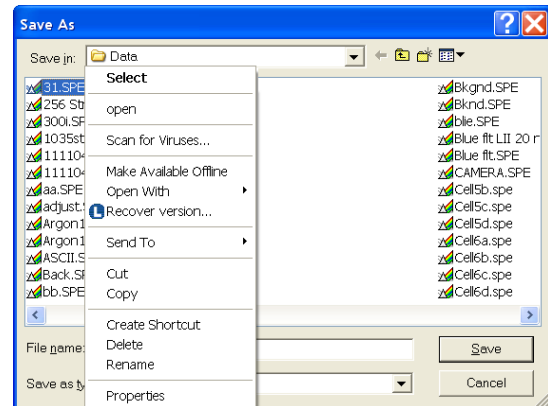 Save As
Save in: Data
31.SPE
256 Str
300i.SF
1035st
11110
11110
aa.SPE
adjust.
Argon1
Argon1
ASCII.S
Back.SF
bb.SPE
Select
open
Scan for Viruses...
Make Available Offline
Open With
Recover version...
Send To
Cut
Copy
Create Shortcut
Delete
Rename
Properties
Bkgnd.SPE
Bknd.SPE
blie.SPE
Blue flt LII 20 r
Blue flt.SPE
CAMERA.SPE
Cell5b.spe
Cell5c.spe
Cell5d.spe
Cell6a.spe
Cell6b.spe
Cell6c.spe
Cell6d.spe
File name:
Save
Save as ty
Cancel